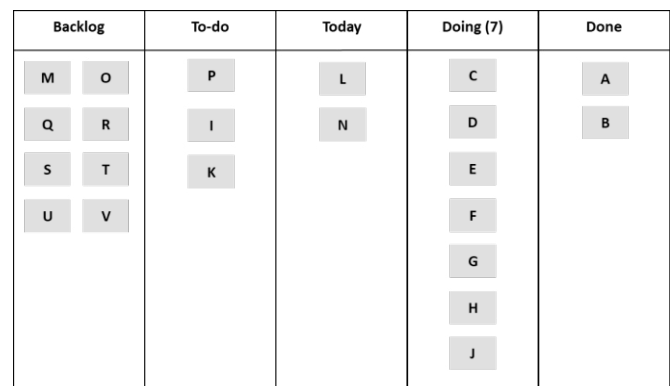 Backlog To-do Today Doing (7) Done
M O P L C A
Q R I N D B
S T K E
U V F
G
H
J